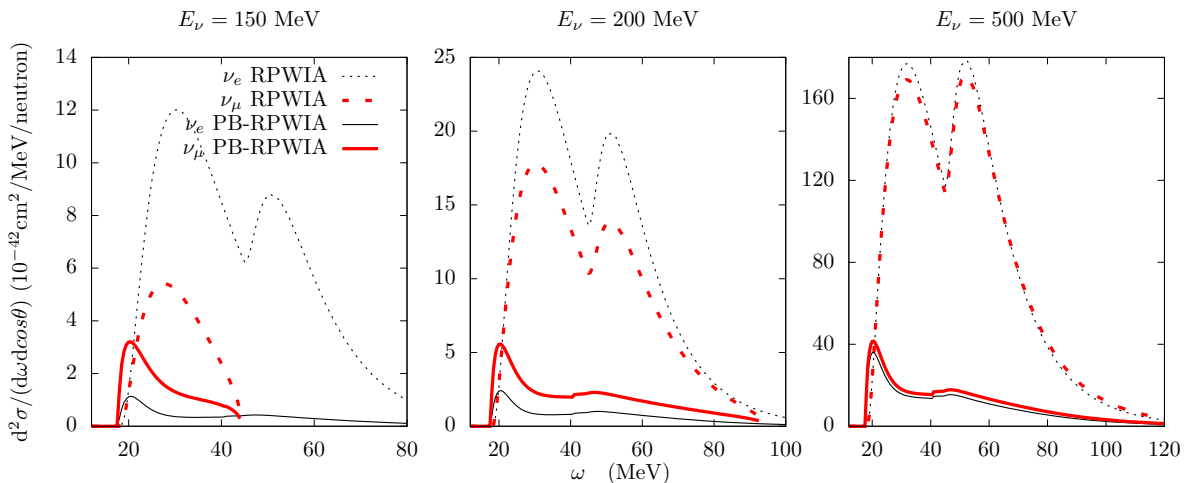 E_ν = 150 MeV
E_ν = 200 MeV
E_ν = 500 MeV
d²σ/(dωdcosθ) (10⁻⁴²cm²/MeV/neutron)
14
12
10
8
6
4
2
0
ν_e RPWIA
ν_μ RPWIA
ν_e PB-RPWIA
ν_μ PB-RPWIA
20 40 60 80
25
20
15
10
5
0
20 40 60 80 100
160
120
80
40
0
20 40 60 80 100 120
ω (MeV)